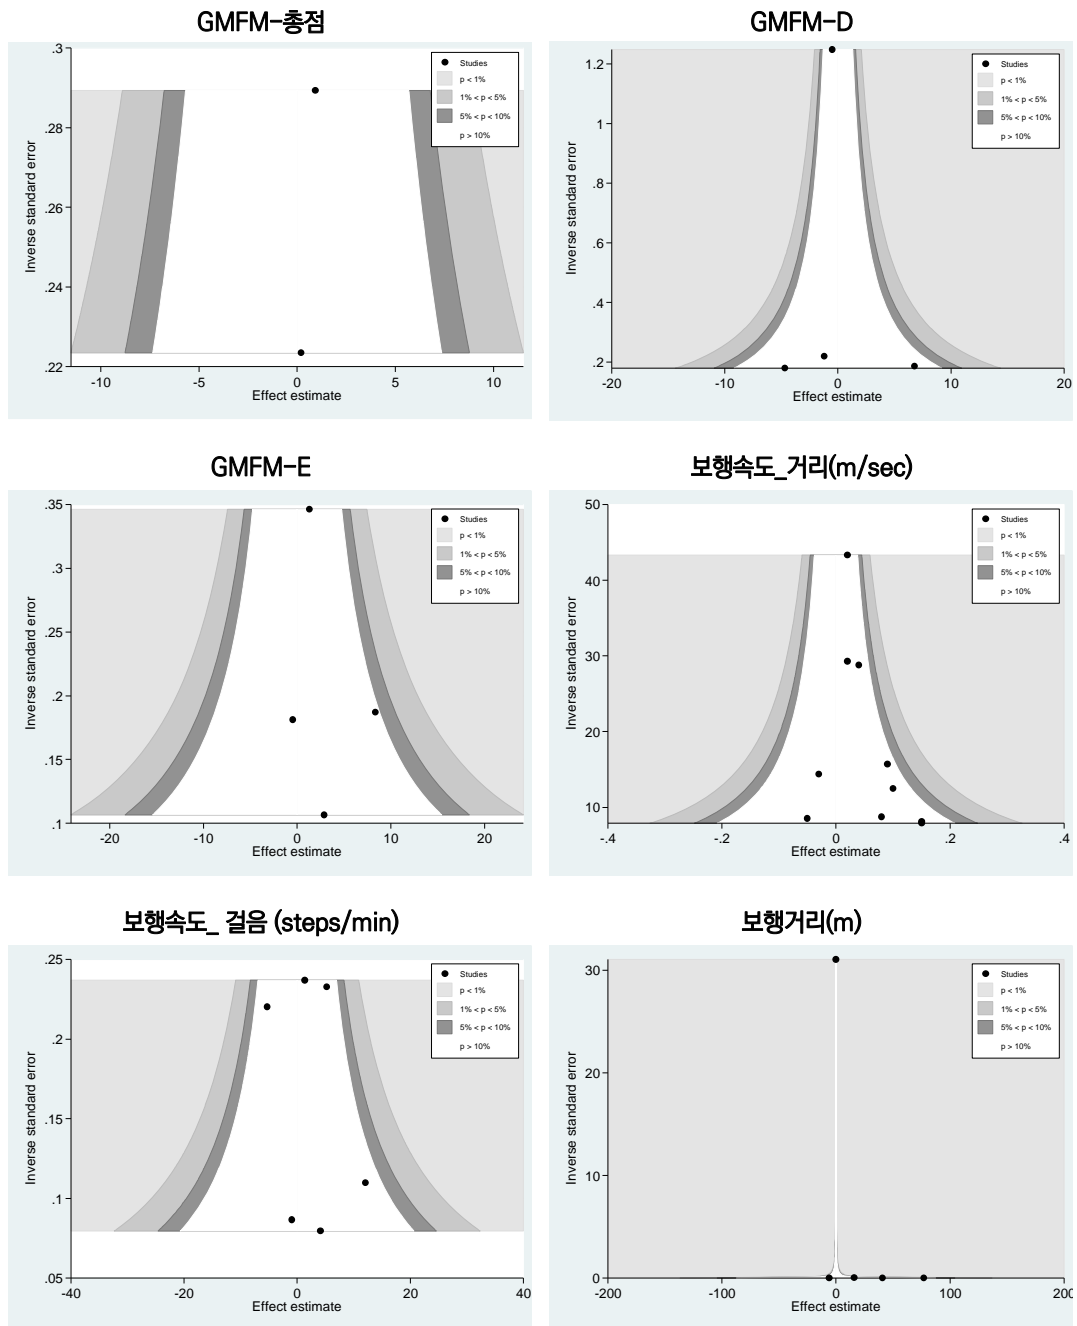 GMFM-총점
.3
.28
.26
.24
.22
Inverse standard error
-10
-5
0
5
10
Effect estimate
Studies
p < 1%
1% < p < 5%
5% < p < 10%
p > 10%
GMFM-D
1.2
1
.8
.6
.4
.2
Inverse standard error
-20
-10
0
10
20
Effect estimate
Studies
p < 1%
1% < p < 5%
5% < p < 10%
p > 10%
GMFM-E
.35
.3
.25
.2
.15
.1
Inverse standard error
-20
-10
0
10
20
Effect estimate
Studies
p < 1%
1% < p < 5%
5% < p < 10%
p > 10%
보행속도_거리(m/sec)
50
40
30
20
10
Inverse standard error
-.4
-.2
0
.2
.4
Effect estimate
Studies
p < 1%
1% < p < 5%
5% < p < 10%
p > 10%
보행속도_ 걸음 (steps/min)
.25
.2
.15
.1
.05
Inverse standard error
-40
-20
0
20
40
Effect estimate
Studies
p < 1%
1% < p < 5%
5% < p < 10%
p > 10%
보행거리(m)
30
20
10
0
Inverse standard error
-200
-100
0
100
200
Effect estimate
Studies
p < 1%
1% < p < 5%
5% < p < 10%
p > 10%